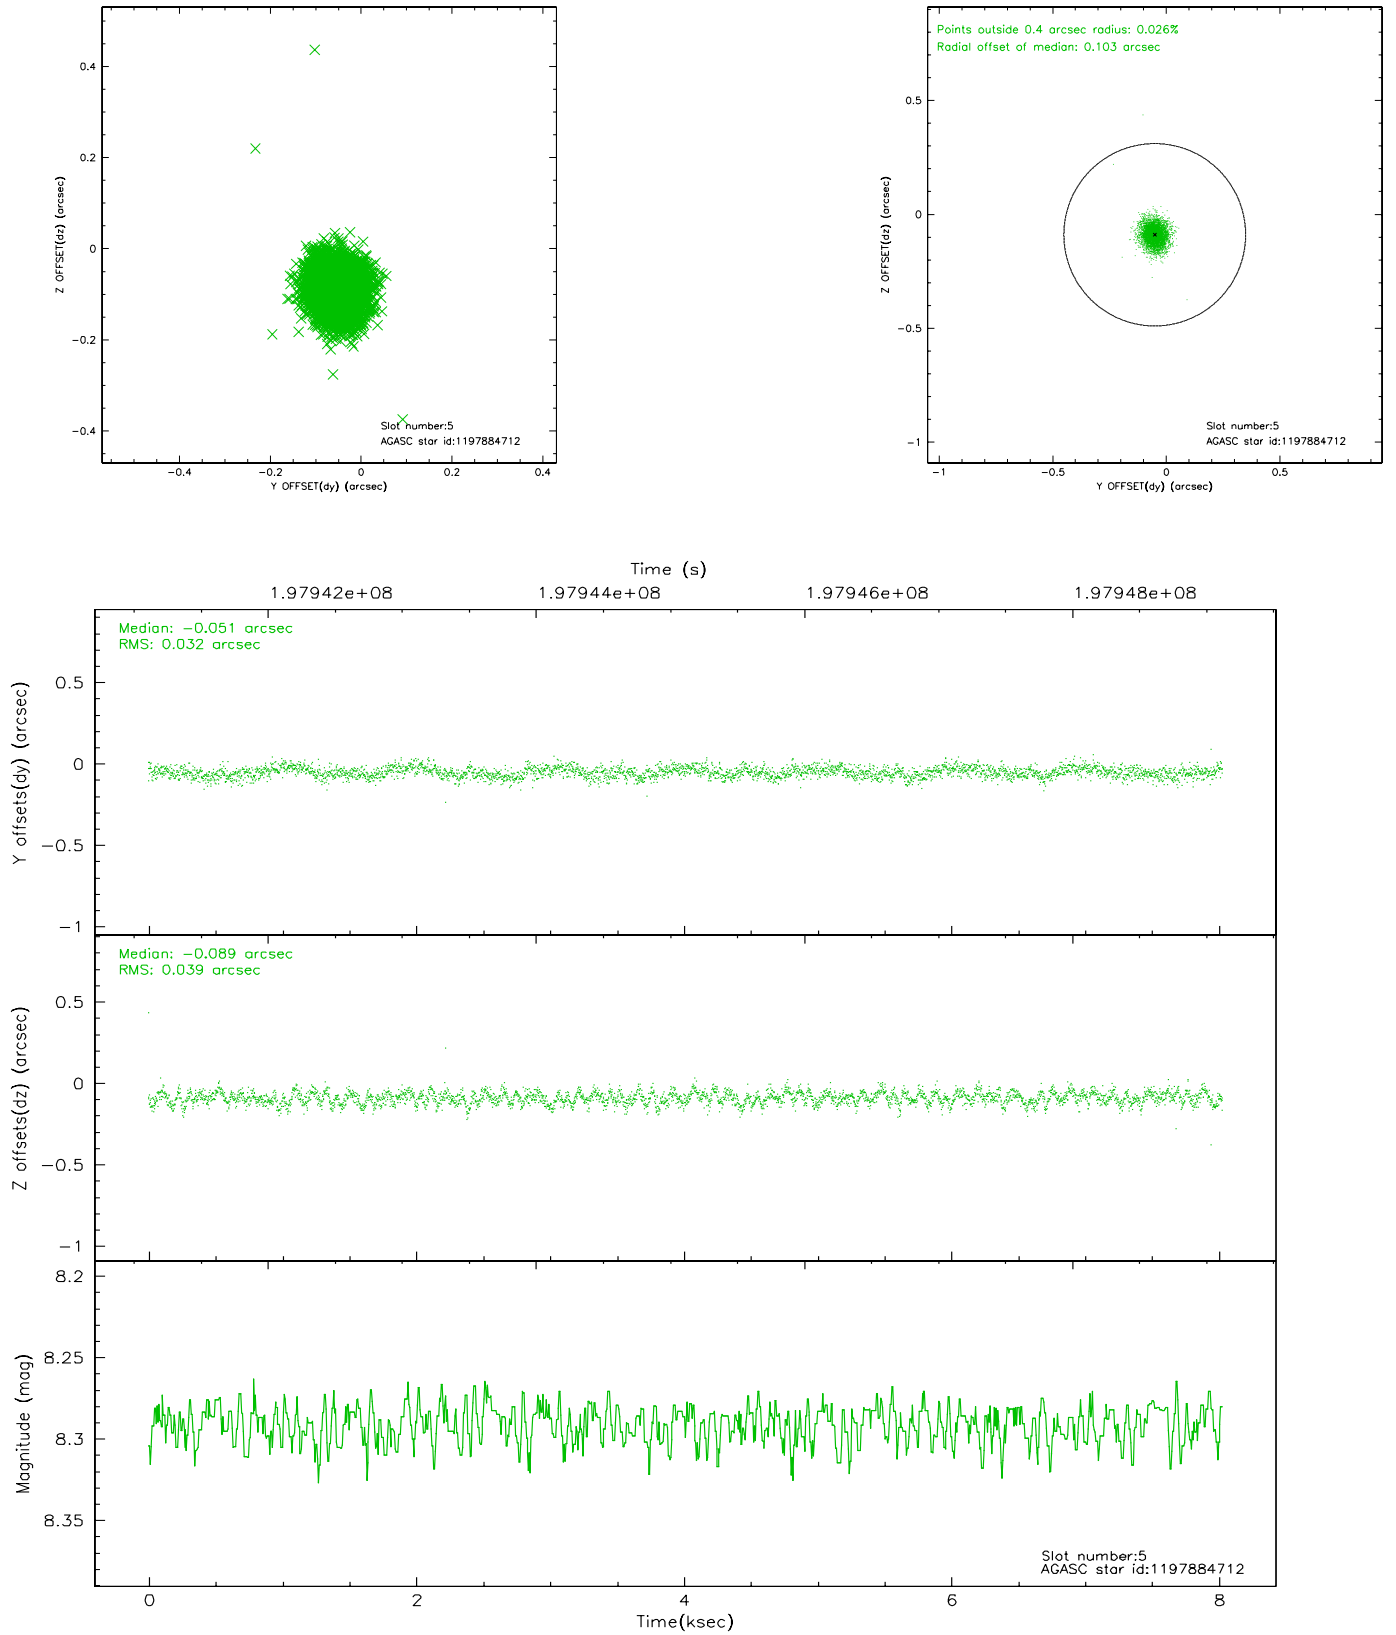 0.4
0.2
0
−0.2
−0.4
Z OFFSET(dz) (arcsec)
Slot number:5
AGASC star id:1197884712
−0.4 −0.2 0 0.2 0.4
Y OFFSET(dy) (arcsec)
Points outside 0.4 arcsec radius: 0.026%
Radial offset of median: 0.103 arcsec
0.5
0
−0.5
−1
Z OFFSET(dz) (arcsec)
Slot number:5
AGASC star id:1197884712
−1 −0.5 0 0.5
Y OFFSET(dy) (arcsec)
Time (s)
1.97942e+08 1.97944e+08 1.97946e+08 1.97948e+08
Median: −0.051 arcsec
RMS: 0.032 arcsec
0.5
0
−0.5
−1
Y offsets(dy) (arcsec)
Median: −0.089 arcsec
RMS: 0.039 arcsec
0.5
0
−0.5
−1
Z offsets(dz) (arcsec)
8.2
8.25
8.3
8.35
Magnitude (mag)
Slot number:5
AGASC star id:1197884712
0 2 4 6 8
Time(ksec)